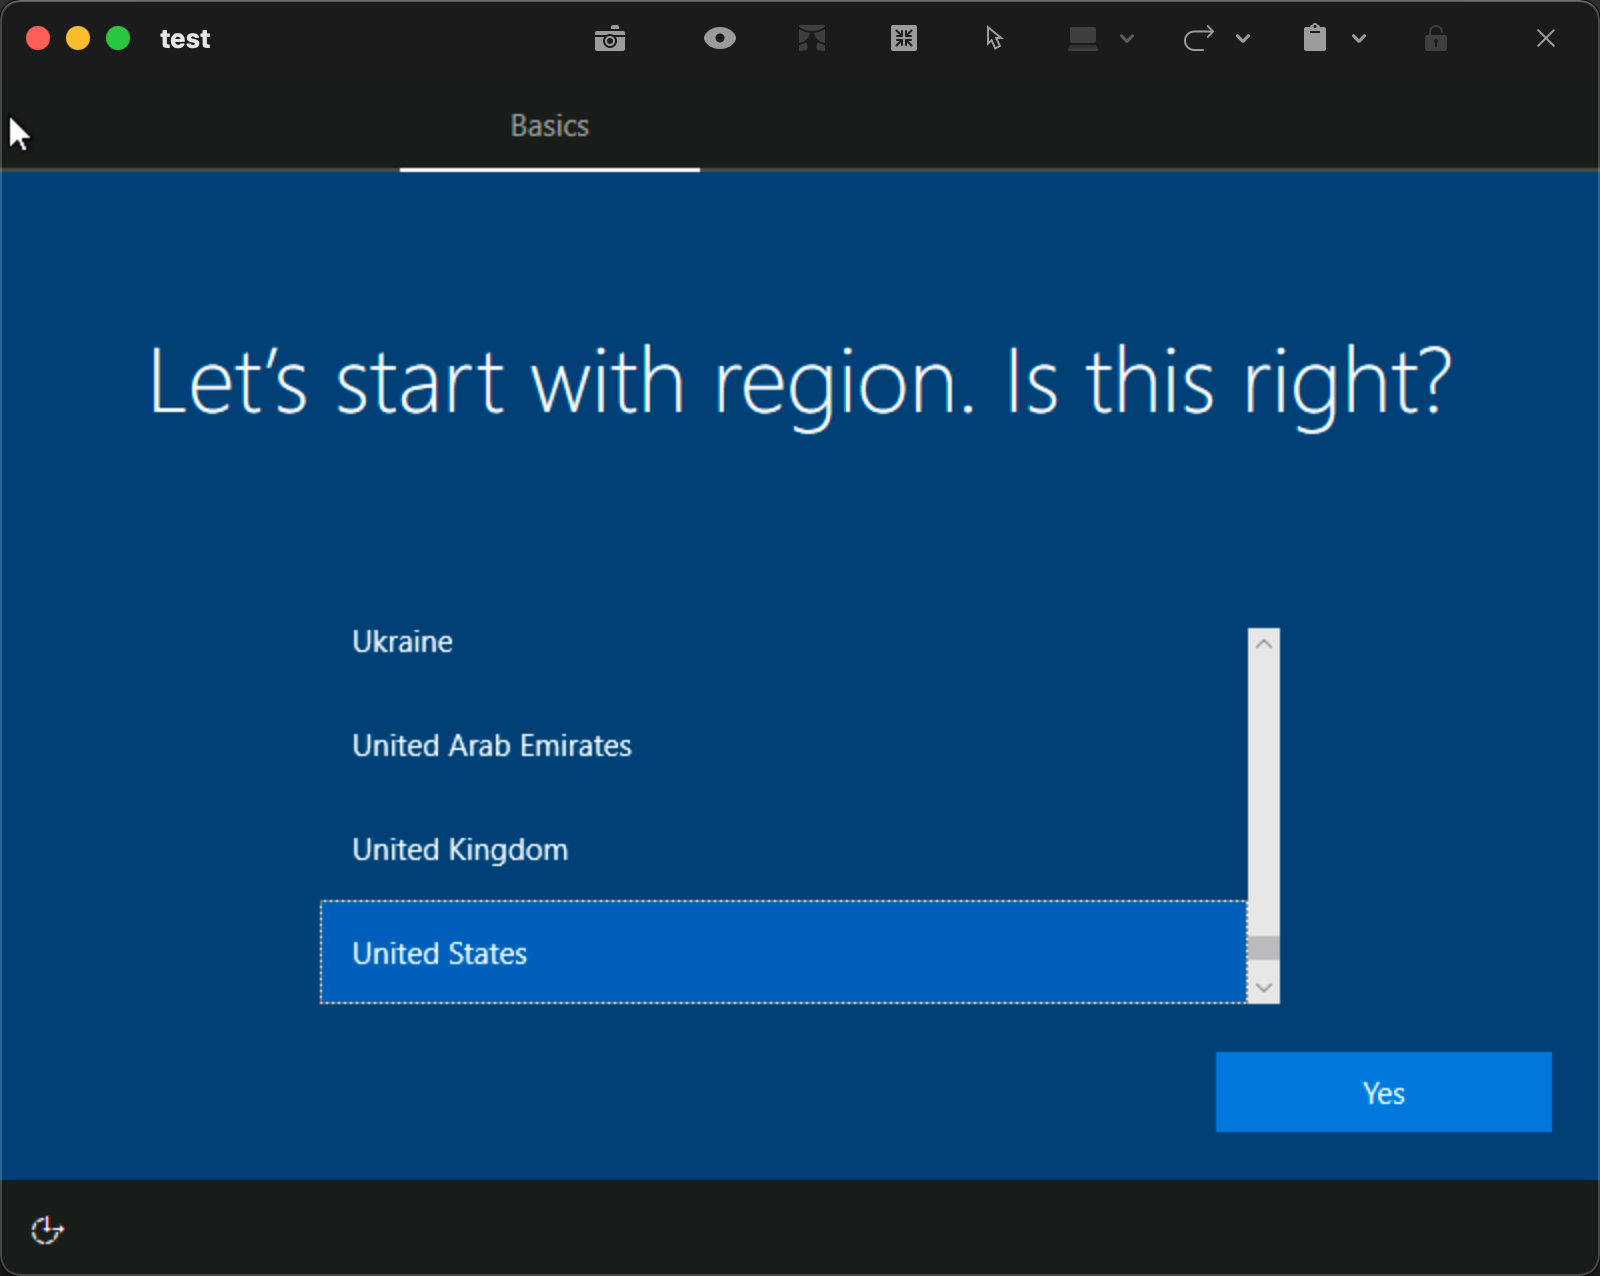 test
Basics
Let’s start with region. Is this right?
Ukraine
United Arab Emirates
United Kingdom
United States
Yes